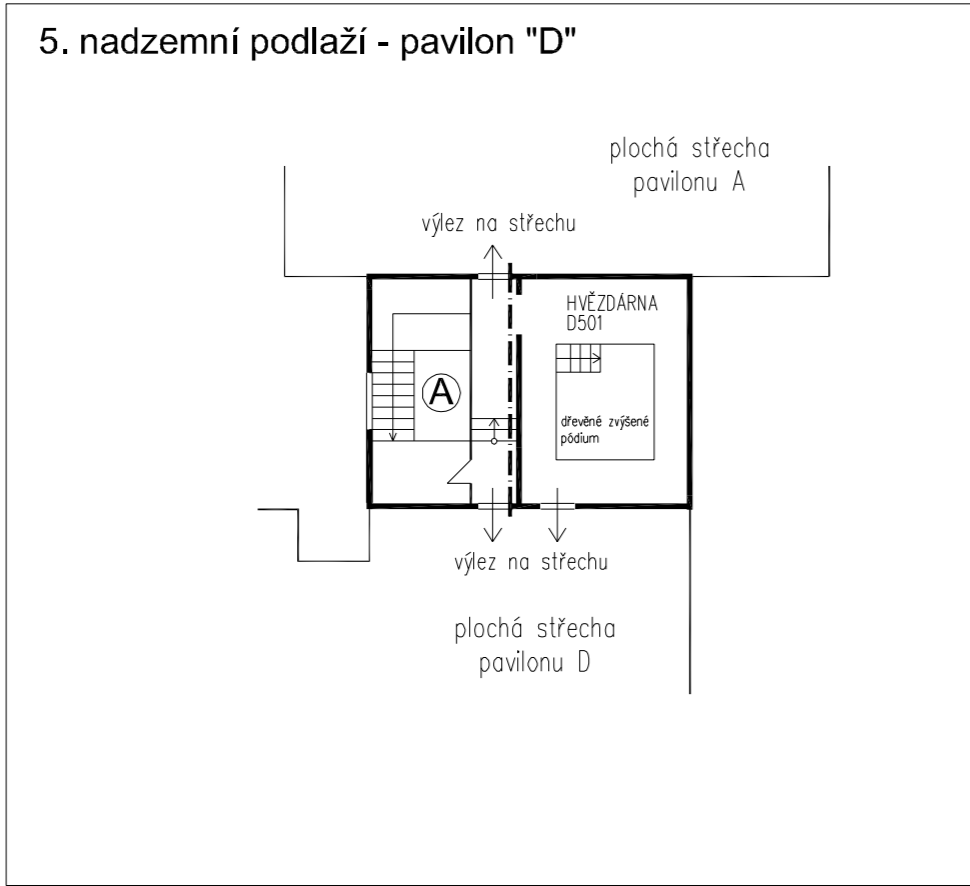 5. nadzemní podlaží - pavilon "D"
plochá střecha
pavilonu A
výlez na střechu
HVĚZDÁRNA
D501
A
dřevěné zvýšené
pódium
výlez na střechu
plochá střecha
pavilonu D